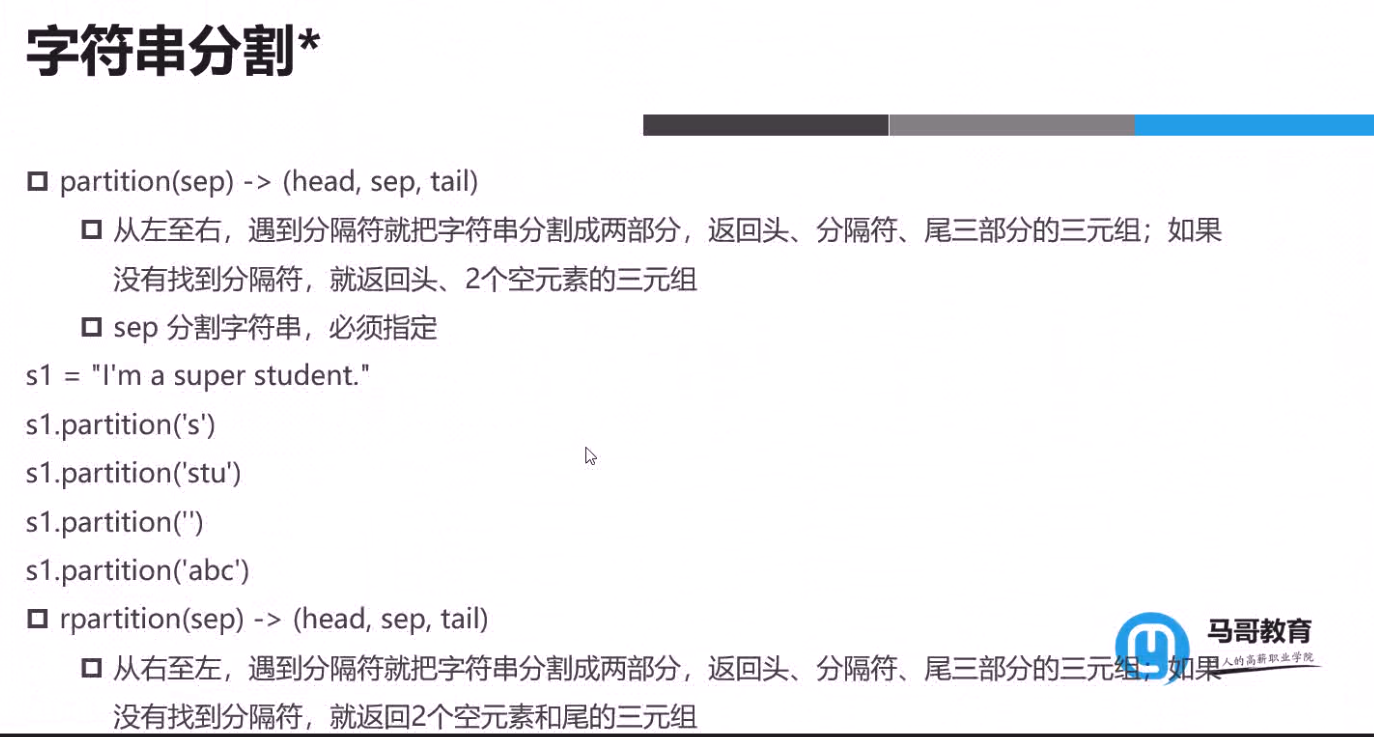 字符串分割*
partition(sep) -> (head, sep, tail)
从左至右，遇到分隔符就把字符串分割成两部分，返回头、分隔符、尾三部分的三元组；如果
没有找到分隔符，就返回头、2个空元素的三元组
sep 分割字符串，必须指定
s1 = "I'm a super student."
s1.partition('s')
s1.partition('stu')
s1.partition('')
s1.partition('abc')
rpartition(sep) -> (head, sep, tail)
马哥教育
人的高薪职业学院
从右至左，遇到分隔符就把字符串分割成两部分，返回头、分隔符、尾三部分的三元组；如果
没有找到分隔符，就返回2个空元素和尾的三元组